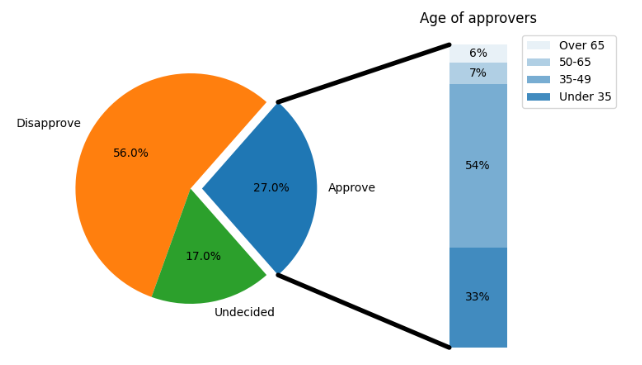 Age of approvers
Over 65
50-65
35-49
Under 35
6%
7%
54%
33%
Disapprove
56.0%
27.0%
Approve
17.0%
Undecided